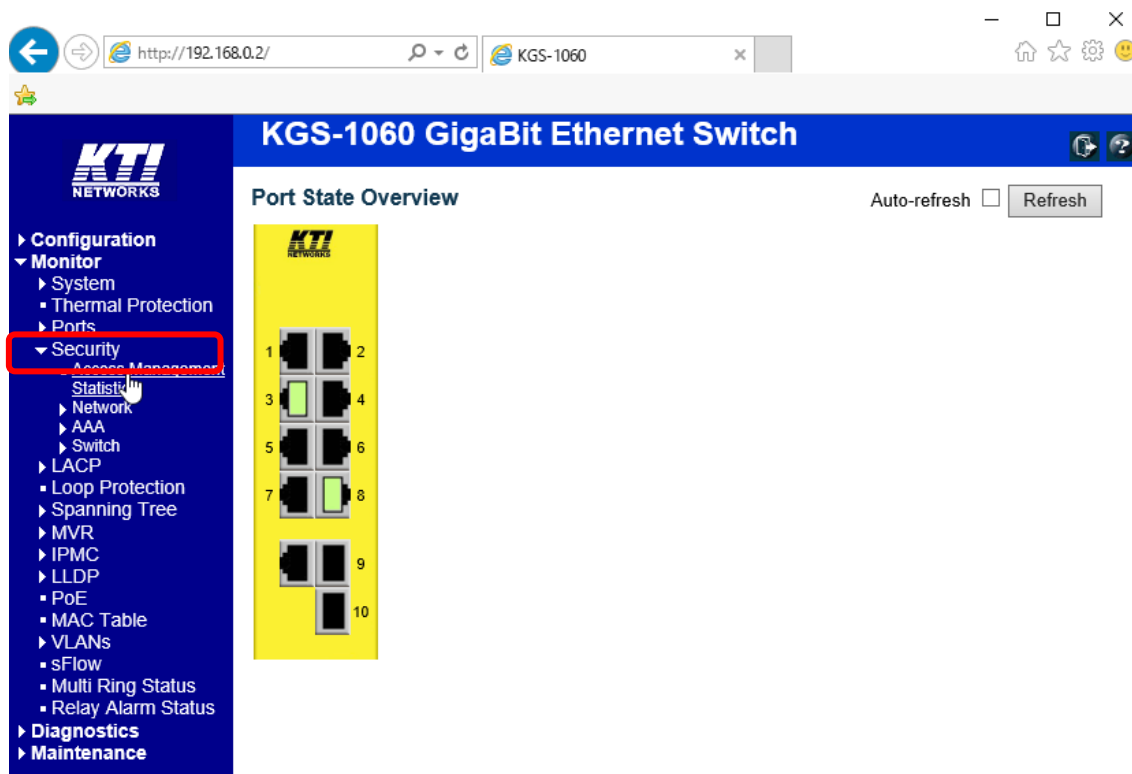 http://192.168.0.2/
KGS-1060
KTI
NETWORKS
KGS-1060 GigaBit Ethernet Switch
Port State Overview
Auto-refresh
Refresh
Configuration
Monitor
System
Thermal Protection
Ports
Security
Access Management
Statistics
Network
AAA
Switch
LACP
Loop Protection
Spanning Tree
MVR
IPMC
LLDP
PoE
MAC Table
VLANs
sFlow
Multi Ring Status
Relay Alarm Status
Diagnostics
Maintenance
KTI
NETWORKS
1 2
3 4
5 6
7 8
9
10